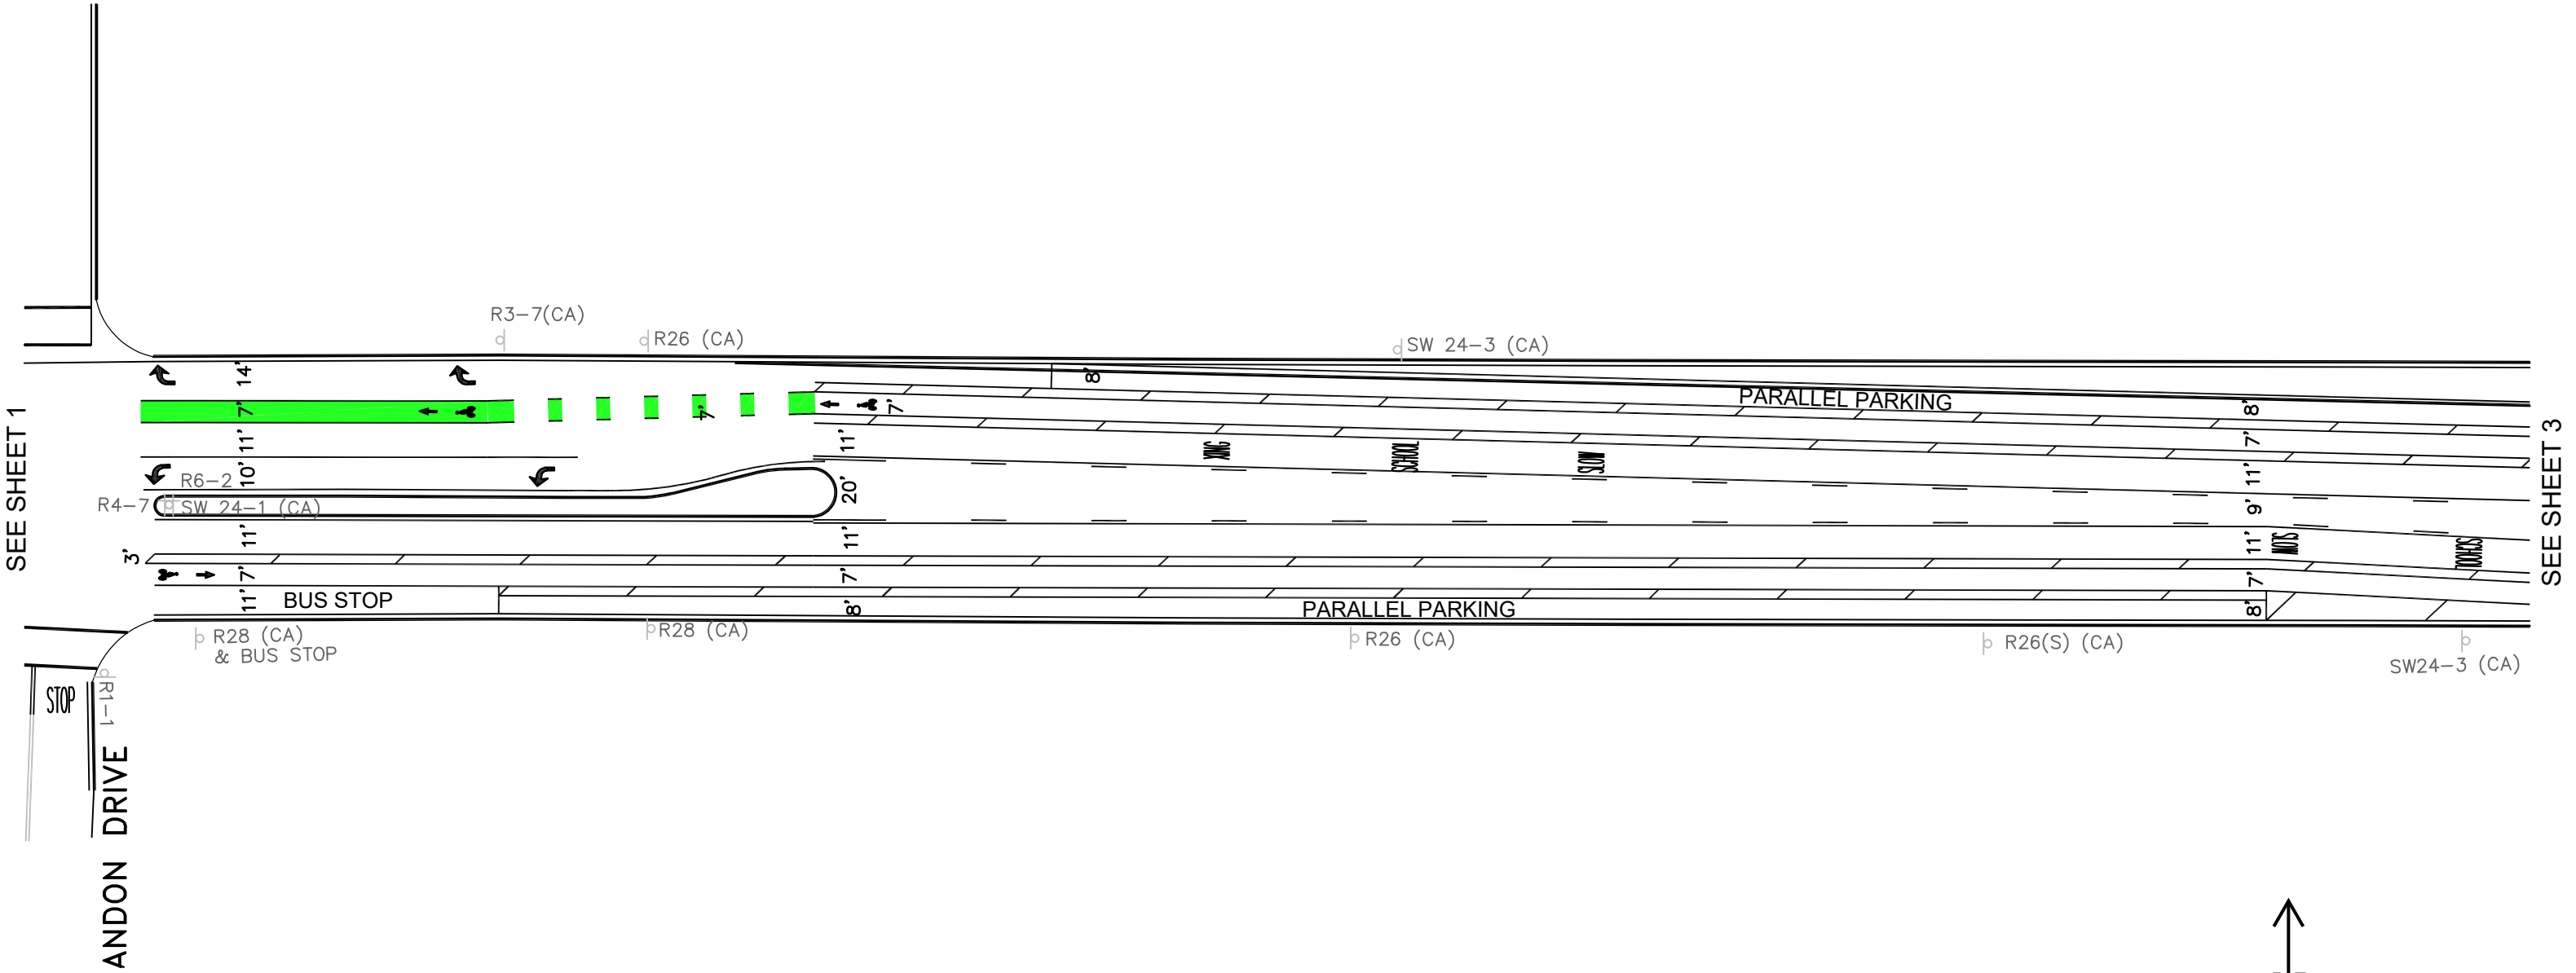 R3-7(CA)
R26 (CA)
SW 24-3 (CA)
14'
8'
PARALLEL PARKING
8'
7'
7'
7'
7'
11'
11'
XING
SCHOOL
SLOW
11'
10'
R6-2
20'
9'
R4-7
SW 24-1 (CA)
11'
11'
11'
SLOW
SCHOOL
3'
7'
7'
7'
11'
BUS STOP
8'
PARALLEL PARKING
8'
R28 (CA)
& BUS STOP
R28 (CA)
R26 (CA)
R26(S) (CA)
SW24-3 (CA)
STOP
R1-1
ANDON DRIVE
SEE SHEET 1
SEE SHEET 3